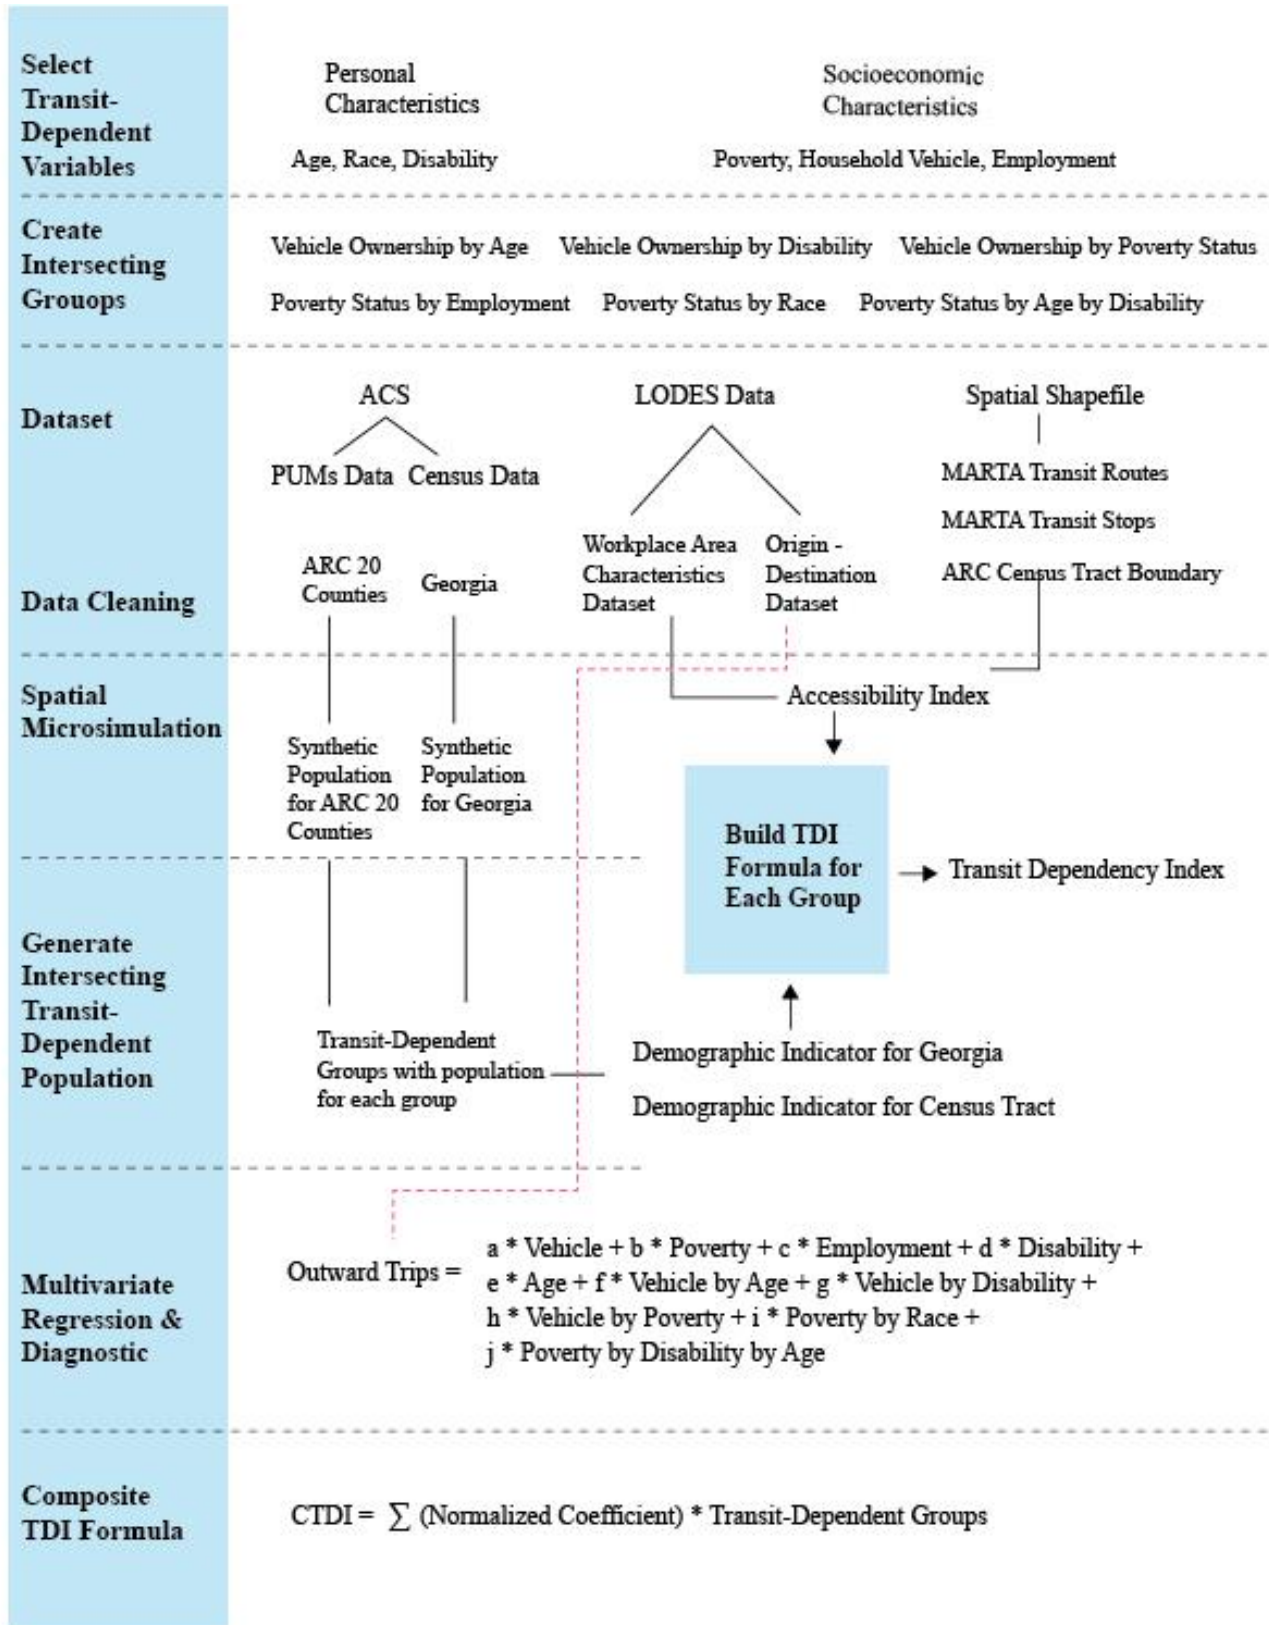 Select
Transit-
Dependent
Variables
Personal
Characteristics
Socioeconomic
Characteristics
Age, Race, Disability
Poverty, Household Vehicle, Employment
Create
Intersecting
Grouops
Vehicle Ownership by Age
Vehicle Ownership by Disability
Vehicle Ownership by Poverty Status
Poverty Status by Employment
Poverty Status by Race
Poverty Status by Age by Disability
Dataset
ACS
LODES Data
Spatial Shapefile
PUMs Data
Census Data
MARTA Transit Routes
MARTA Transit Stops
ARC Census Tract Boundary
Data Cleaning
ARC 20
Counties
Georgia
Workplace Area
Characteristics
Dataset
Origin -
Destination
Dataset
Spatial
Microsimulation
Accessibility Index
Synthetic
Population
for ARC 20
Counties
Synthetic
Population
for Georgia
Build TDI
Formula for
Each Group
Transit Dependency Index
Generate
Intersecting
Transit-
Dependent
Population
Transit-Dependent
Groups with population
for each group
Demographic Indicator for Georgia
Demographic Indicator for Census Tract
Multivariate
Regression &
Diagnostic
Outward Trips =
a * Vehicle + b * Poverty + c * Employment + d * Disability +
e * Age + f * Vehicle by Age + g * Vehicle by Disability +
h * Vehicle by Poverty + i * Poverty by Race +
j * Poverty by Disability by Age
Composite
TDI Formula
CTDI = ∑ (Normalized Coefficient) * Transit-Dependent Groups